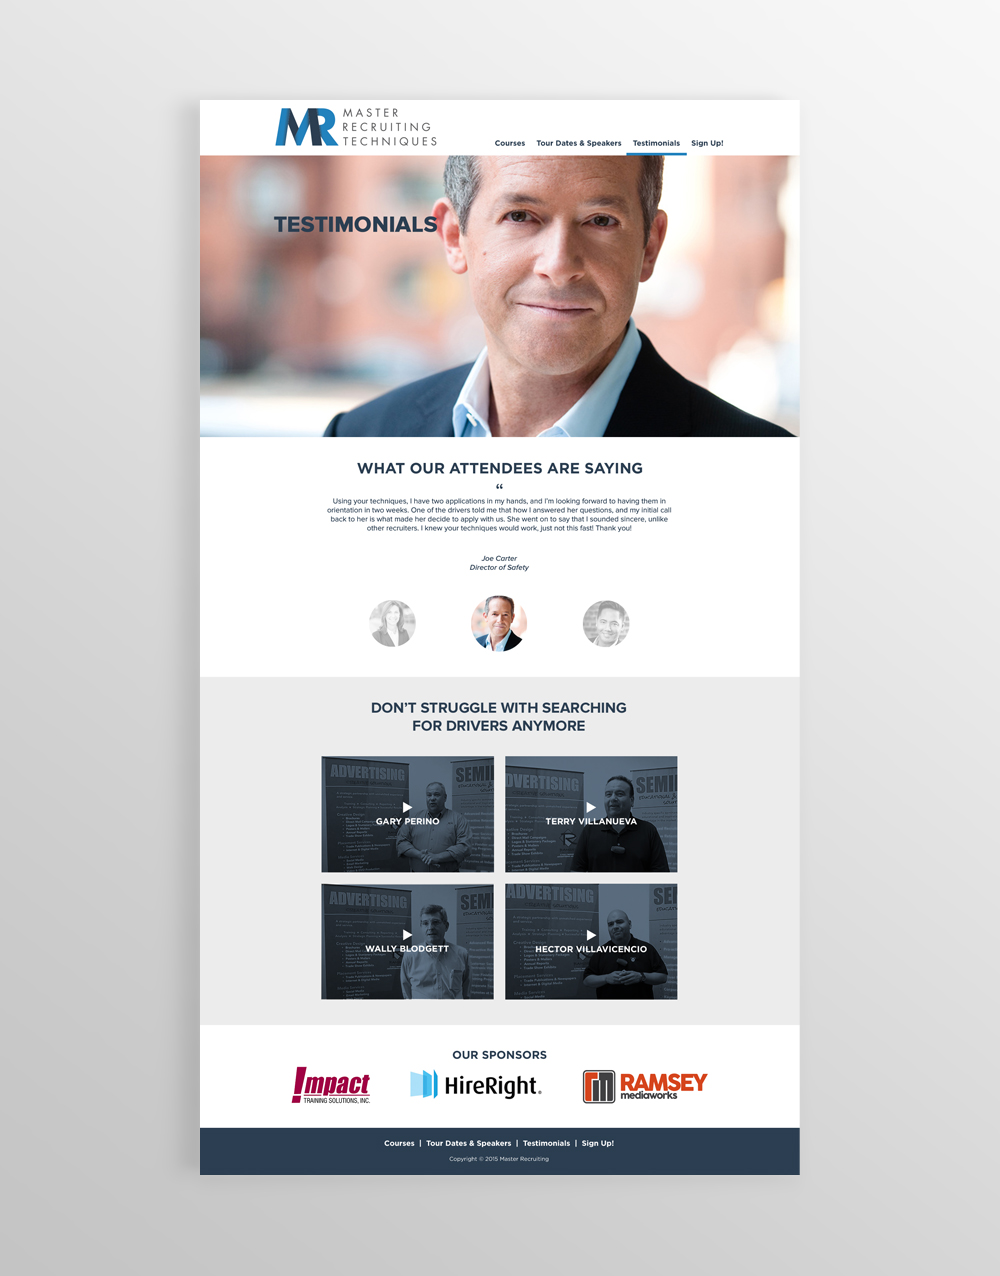 MR MASTER
RECRUITING
TECHNIQUES
Courses Tour Dates & Speakers Testimonials Sign Up!
TESTIMONIALS
WHAT OUR ATTENDEES ARE SAYING
“
Using your techniques, I have two applications in my hands, and I'm looking forward to having them in
orientation in two weeks. One of the drivers told me that how I answered her questions, and my initial call
back to her is what made her decide to apply with us. She went on to say that I sounded sincere, unlike
other recruiters. I knew your techniques would work, just not this fast! Thank you!
Joe Carter
Director of Safety
DON'T STRUGGLE WITH SEARCHING
FOR DRIVERS ANYMORE
ADVERTISING
GARY PERINO
TERRY VILLANUEVA
ADVERTISING
WALLY BLODGETT
HECTOR VILLAVICENCIO
OUR SPONSORS
Impact
TRAINING SOLUTIONS, INC.
HireRight®
RAMSEY
mediaworks
Courses | Tour Dates & Speakers | Testimonials | Sign Up!
Copyright © 2015 Master Recruiting